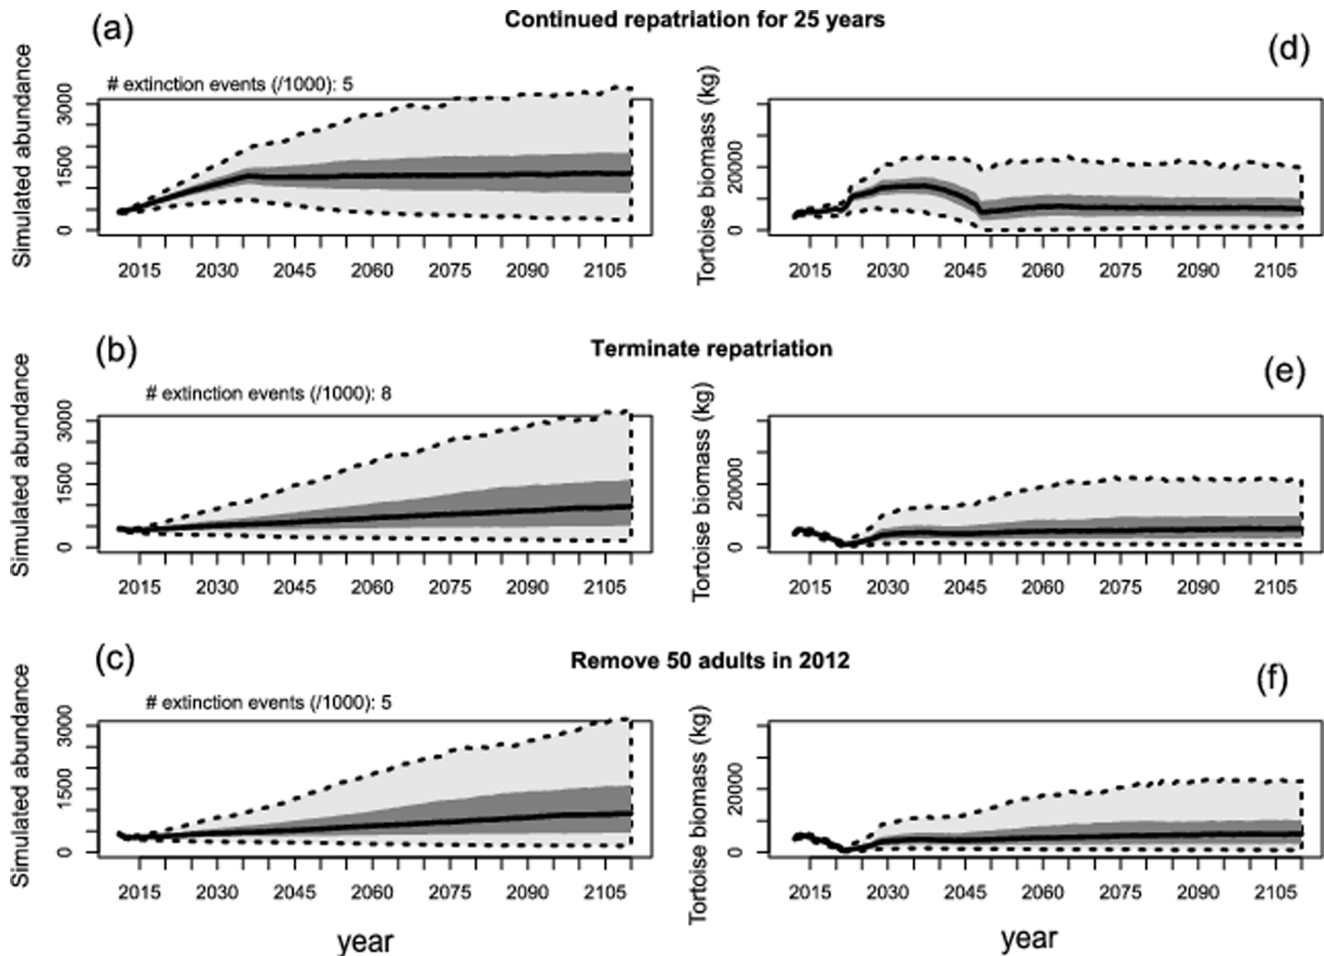 Continued repatriation for 25 years
(a)
(d)
# extinction events (/1000): 5
Simulated abundance
3000
1500
0
2015 2030 2045 2060 2075 2090 2105
Tortoise biomass (kg)
20000
0
2015 2030 2045 2060 2075 2090 2105
Terminate repatriation
(b)
(e)
# extinction events (/1000): 8
Simulated abundance
3000
1500
0
2015 2030 2045 2060 2075 2090 2105
Tortoise biomass (kg)
20000
0
2015 2030 2045 2060 2075 2090 2105
Remove 50 adults in 2012
(c)
(f)
# extinction events (/1000): 5
Simulated abundance
3000
1500
0
2015 2030 2045 2060 2075 2090 2105
year
Tortoise biomass (kg)
20000
0
2015 2030 2045 2060 2075 2090 2105
year